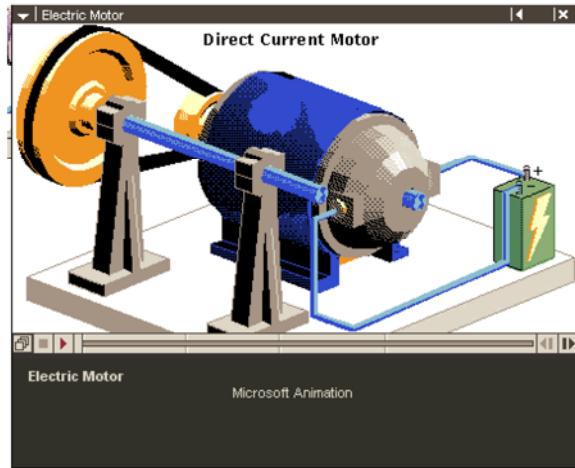 Electric Motor
Direct Current Motor
+
Electric Motor
Microsoft Animation